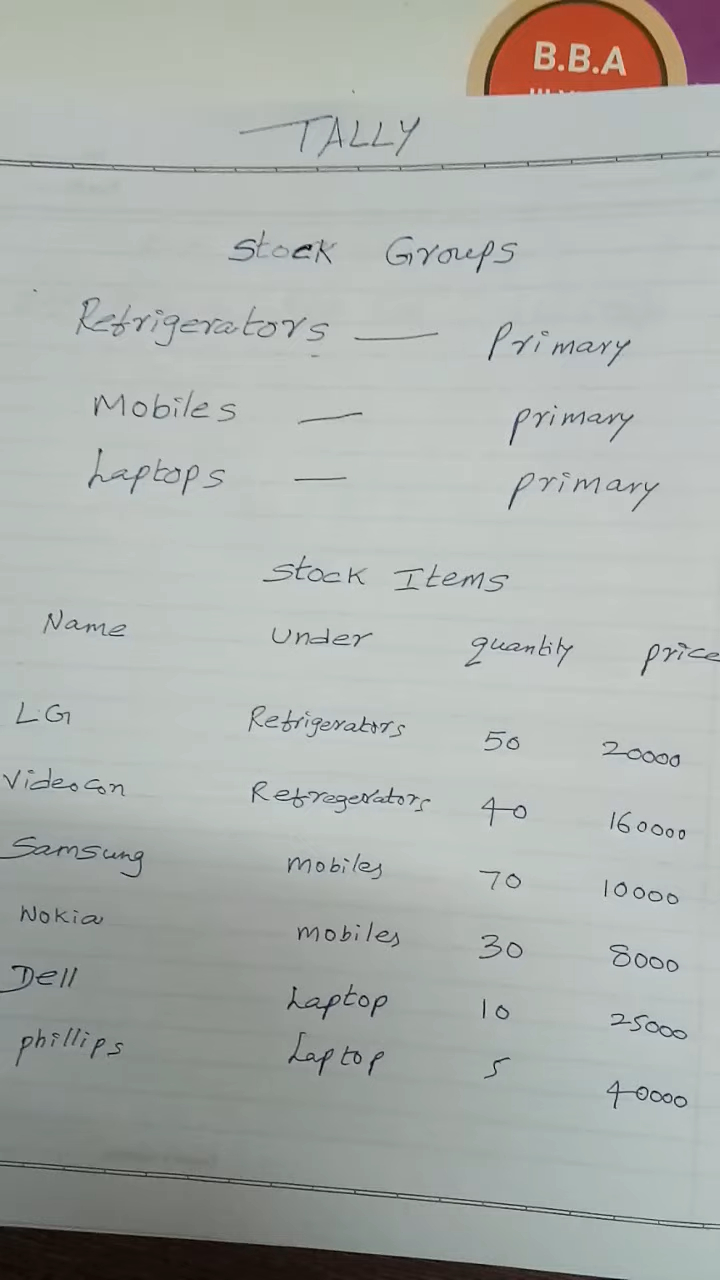 B.B.A
TALLY
Stock Groups
Refrigerators — Primary
Mobiles — primary
Laptops — primary
Stock Items
Name Under quantity price
LG Refrigerators 50 20000
Videocon Refregerators 40 160000
Samsung mobiles 70 10000
Nokia mobiles 30 8000
Dell Laptop 10 25000
phillips Laptop 5 40000